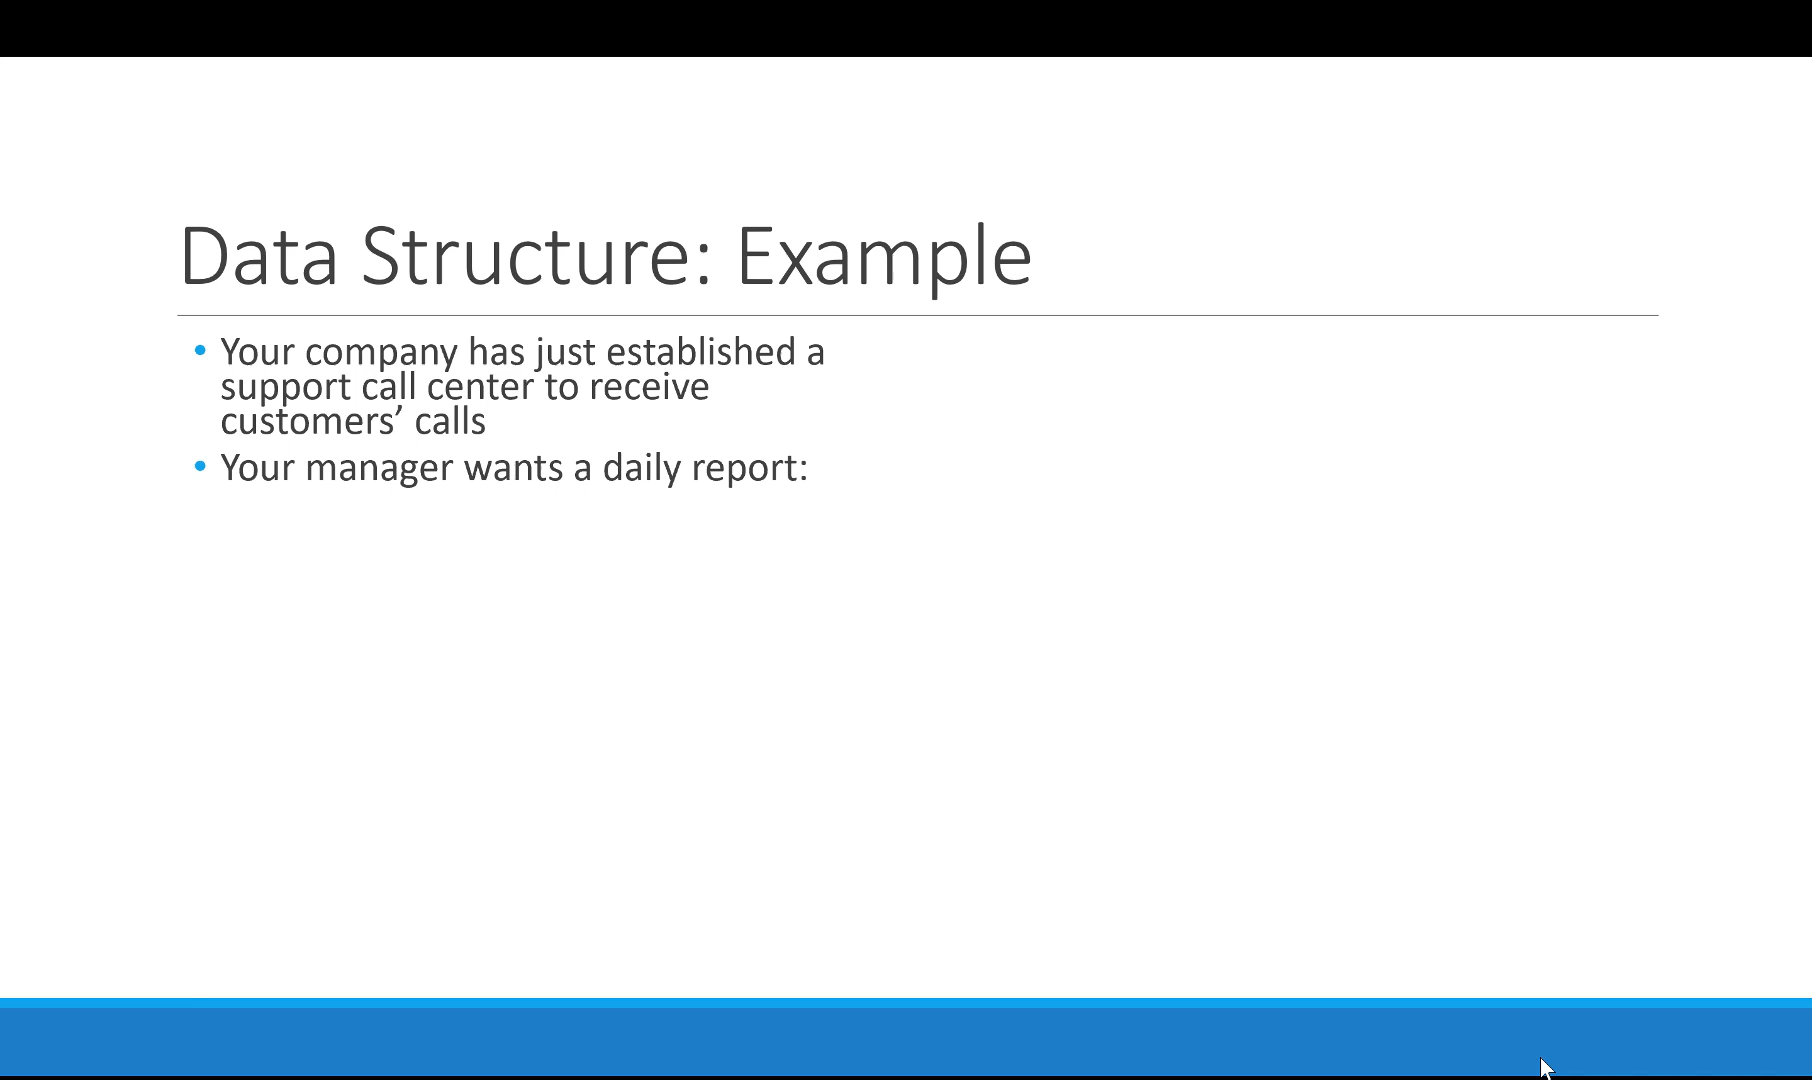 Data Structure: Example
• Your company has just established a
support call center to receive
customers’ calls
• Your manager wants a daily report: